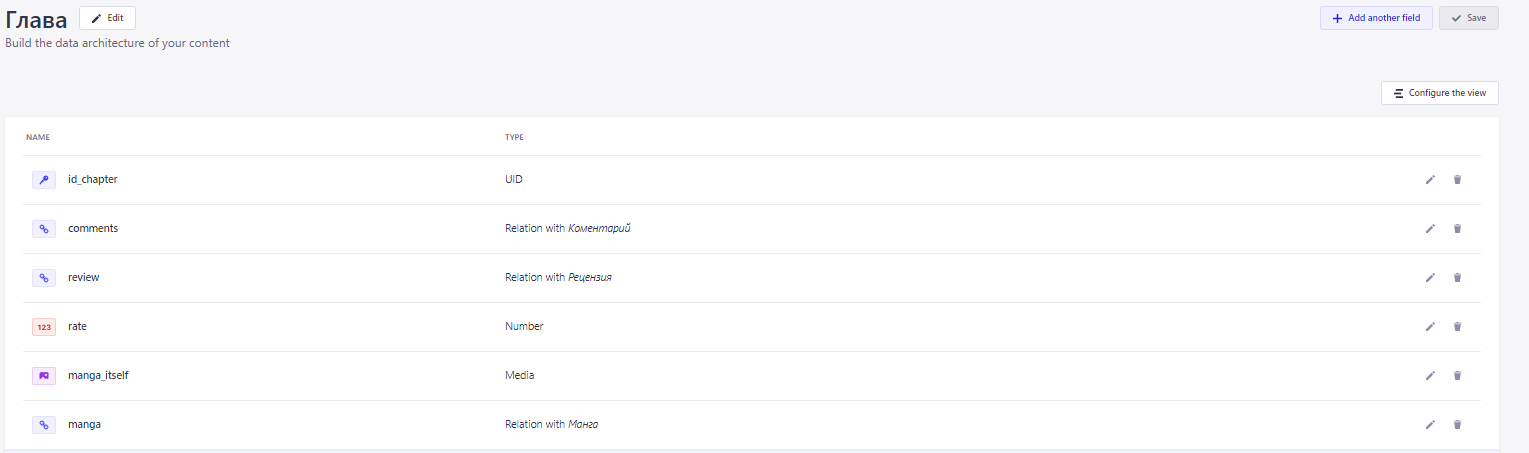 Глава Edit + Add another field Save
Build the data architecture of your content
Configure the view
NAME TYPE
id_chapter UID
comments Relation with Коментарий
review Relation with Рецензия
123 rate Number
manga_itself Media
manga Relation with Манга